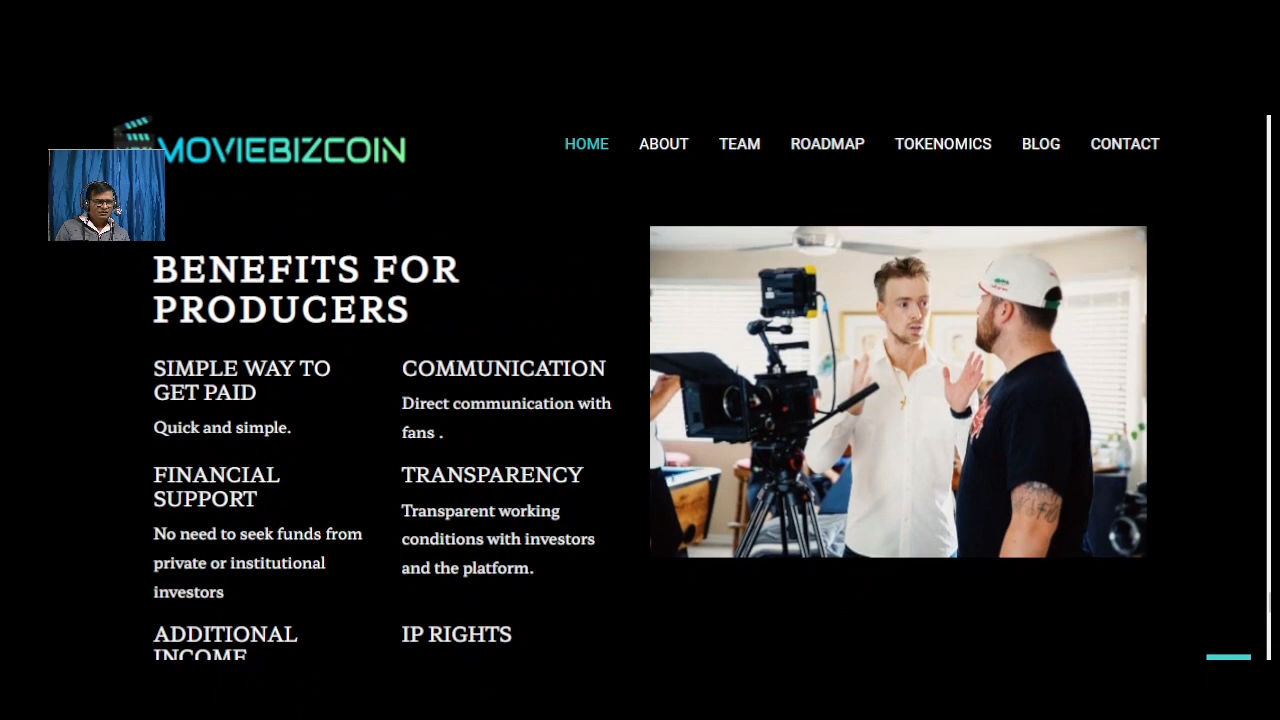 MOVIEBIZCOIN
HOME ABOUT TEAM ROADMAP TOKENOMICS BLOG CONTACT
BENEFITS FOR
PRODUCERS
SIMPLE WAY TO
GET PAID
Quick and simple.
COMMUNICATION
Direct communication with
fans .
FINANCIAL
SUPPORT
No need to seek funds from
private or institutional
investors
TRANSPARENCY
Transparent working
conditions with investors
and the platform.
ADDITIONAL
INCOME
IP RIGHTS